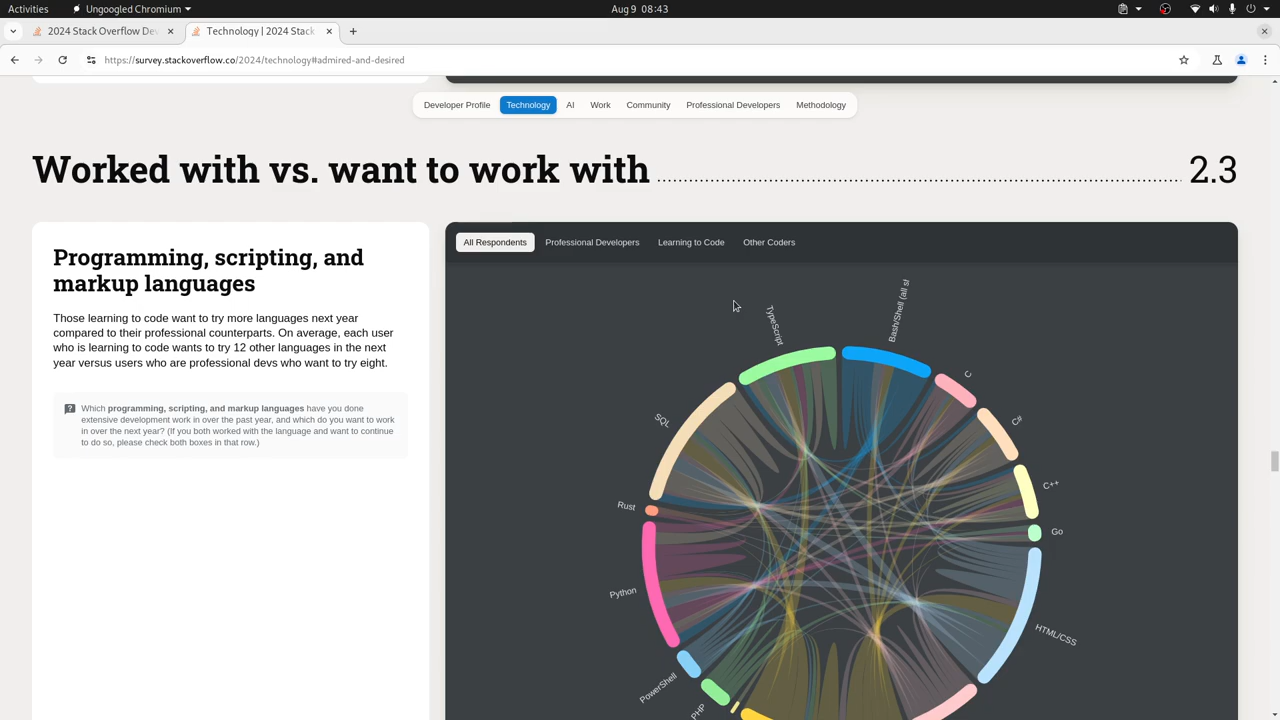 Activities
Ungoogled Chromium
Aug 9 08:43
2024 Stack Overflow Dev
Technology | 2024 Stack
https://survey.stackoverflow.co/2024/technology#admired-and-desired
Developer Profile
Technology
AI
Work
Community
Professional Developers
Methodology
Worked with vs. want to work with
2.3
Programming, scripting, and
markup languages
Those learning to code want to try more languages next year
compared to their professional counterparts. On average, each user
who is learning to code wants to try 12 other languages in the next
year versus users who are professional devs who want to try eight.
Which programming, scripting, and markup languages have you done
extensive development work in over the past year, and which do you want to work
in over the next year? (If you both worked with the language and want to continue
to do so, please check both boxes in that row.)
All Respondents
Professional Developers
Learning to Code
Other Coders
Bash/Shell (all sl
C
C#
C++
Go
HTML/CSS
PHP
PowerShell
Python
Rust
SQL
TypeScript